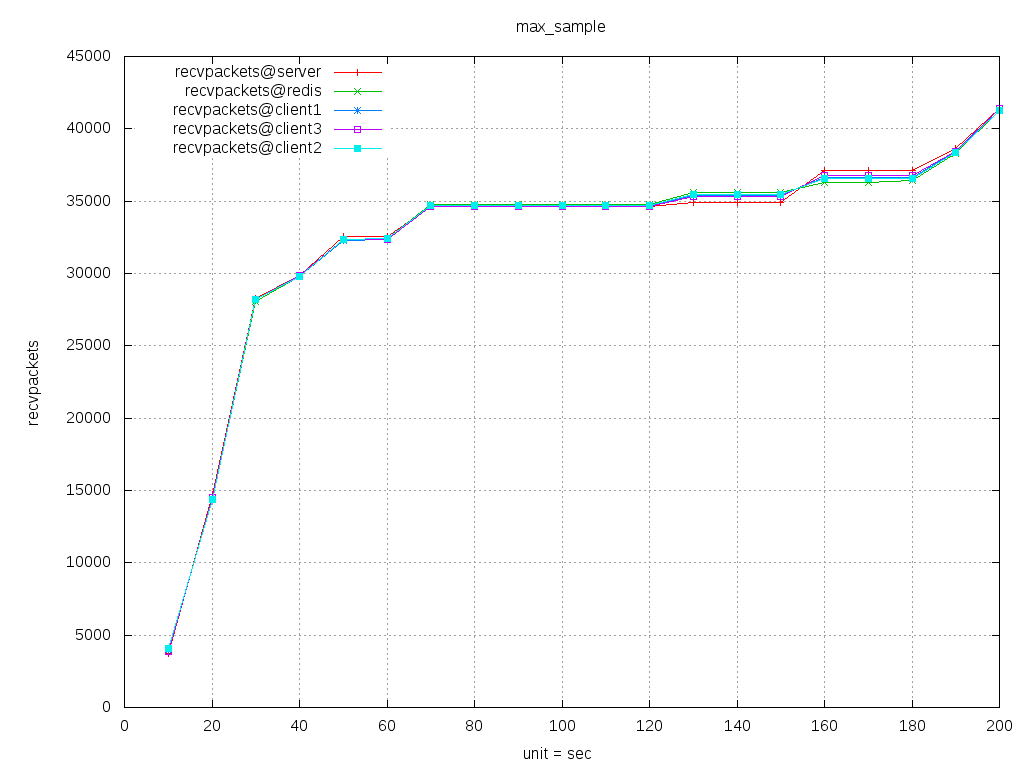 max_sample
45000
40000
35000
30000
25000
20000
15000
10000
5000
0
recvpackets@server
recvpackets@redis
recvpackets@client1
recvpackets@client3
recvpackets@client2
recvpackets
0 20 40 60 80 100 120 140 160 180 200
unit = sec